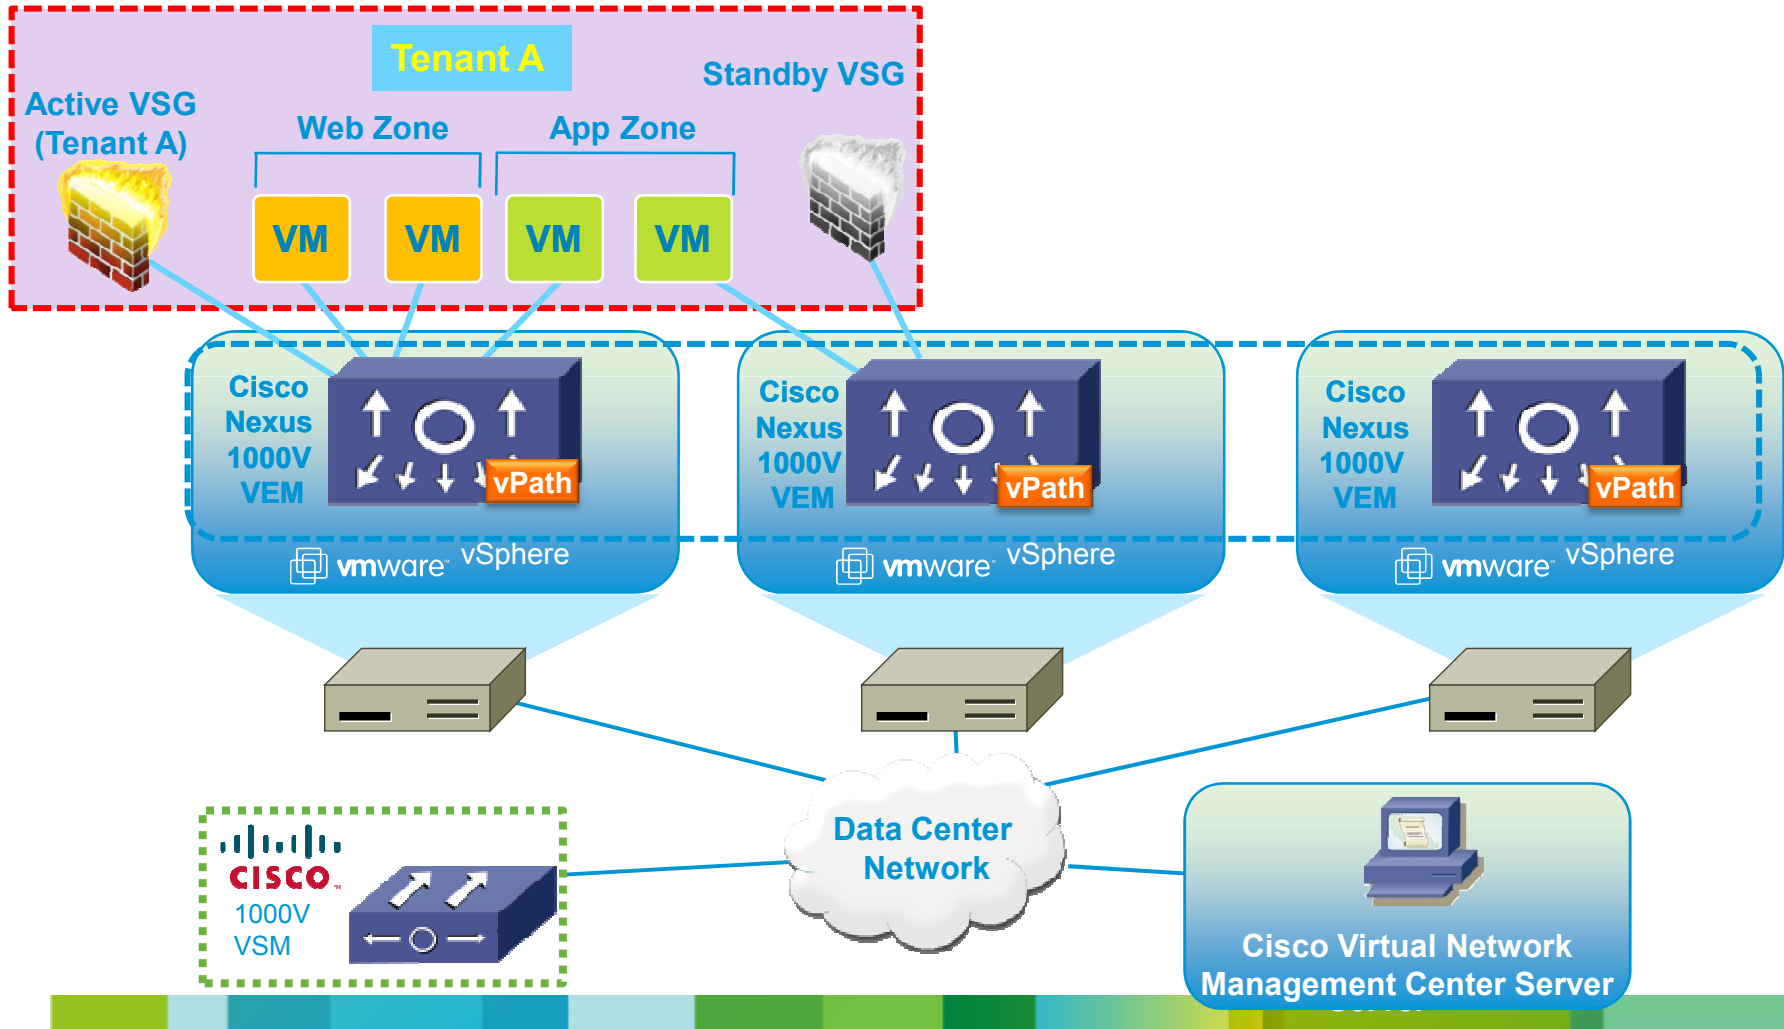 Tenant A
Standby VSG
Active VSG
(Tenant A)
Web Zone
App Zone
VM
VM
VM
VM
Cisco
Nexus
1000V
VEM
vPath
vmware vSphere
Cisco
Nexus
1000V
VEM
vPath
vmware vSphere
Cisco
Nexus
1000V
VEM
vPath
vmware vSphere
Data Center
Network
CISCO
1000V
VSM
Cisco Virtual Network
Management Center Server
Server